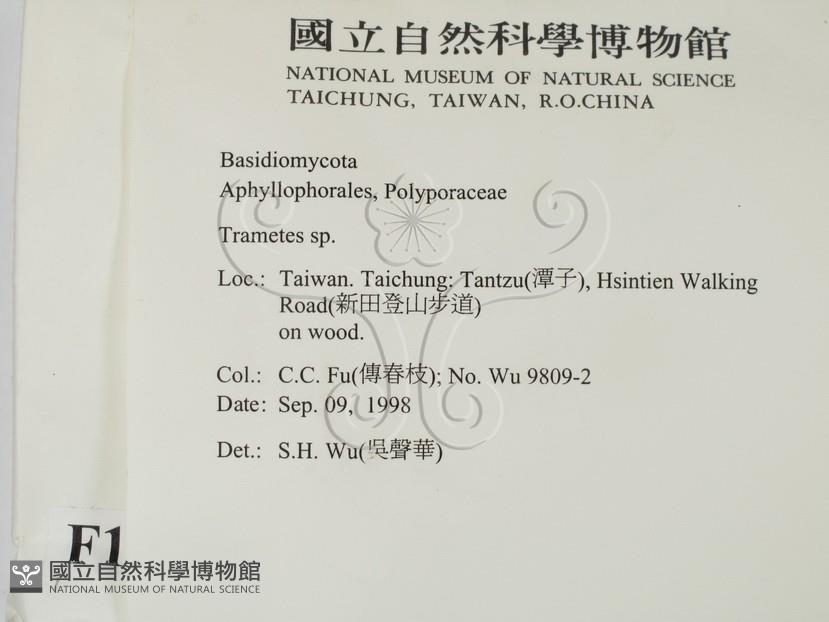 國立自然科學博物館
NATIONAL MUSEUM OF NATURAL SCIENCE
TAICHUNG, TAIWAN, R.O.CHINA
Basidiomycota
Aphyllophorales, Polyporaceae
Trametes sp.
Loc.: Taiwan. Taichung: Tantzu(潭子), Hsintien Walking
Road(新田登山步道)
on wood.
Col.: C.C. Fu(傅春枝); No. Wu 9809-2
Date: Sep. 09, 1998
Det.: S.H. Wu(吳聲華)
F1
國立自然科學博物館
NATIONAL MUSEUM OF NATURAL SCIENCE